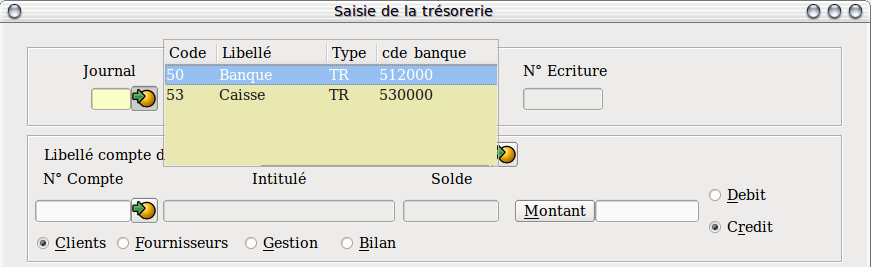 Saisie de la trésorerie
Code Libellé Type cde banque
Journal
N° Ecriture
50 Banque TR 512000
53 Caisse TR 530000
Libellé compte d
N° Compte Intitulé Solde
Debit
Montant
Credit
Clients Fournisseurs Gestion Bilan